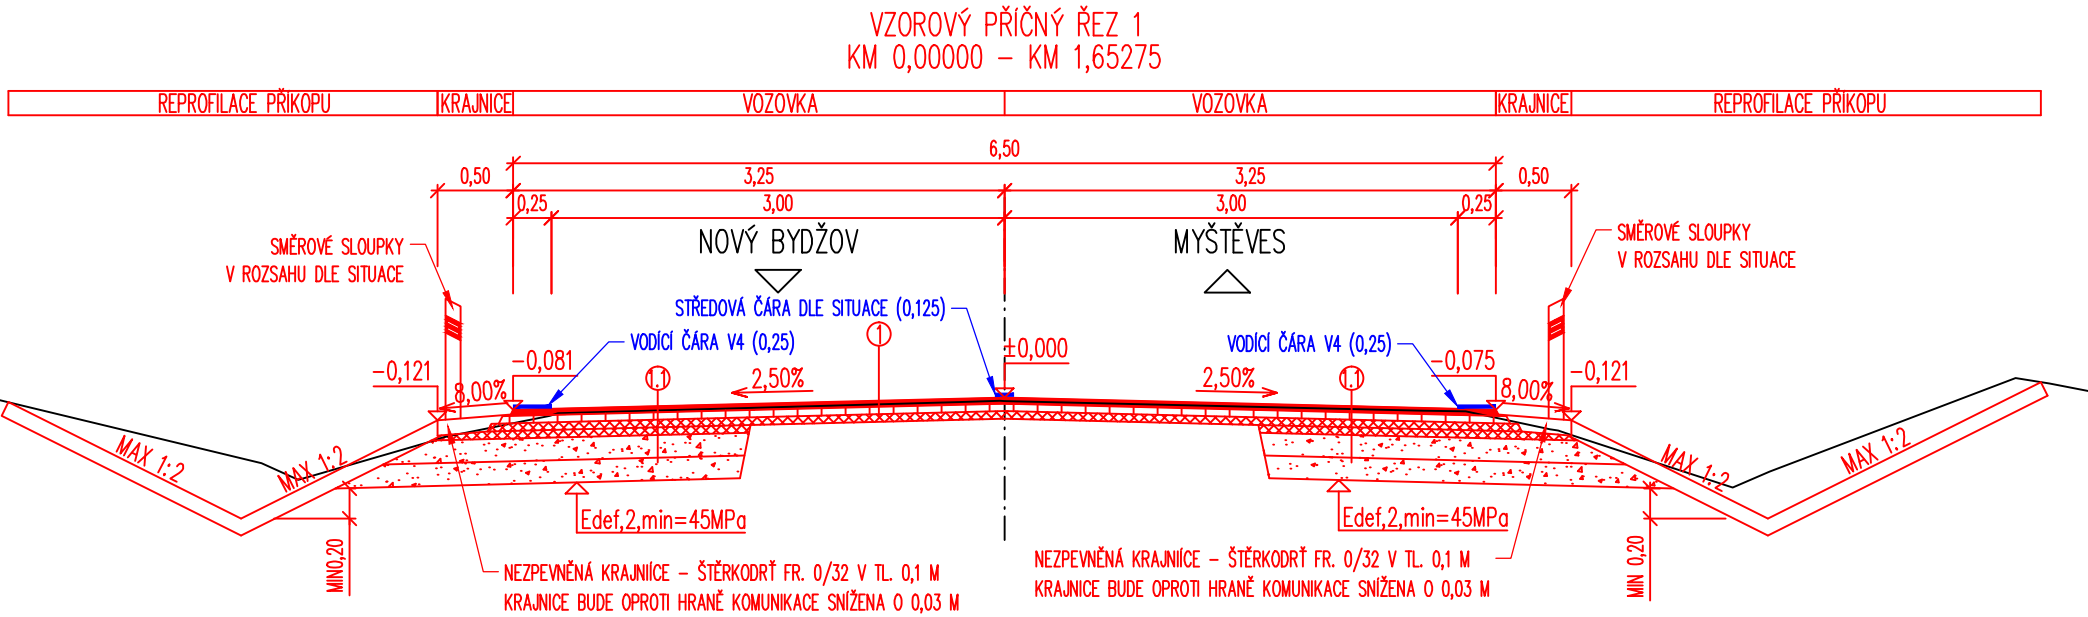 VZOROVÝ PŘÍČNÝ ŘEZ 1
KM 0,00000 – KM 1,65275
REPROFILACE PŘÍKOPU KRAJNICE VOZOVKA VOZOVKA KRAJNICE REPROFILACE PŘÍKOPU
6,50
0,50 3,25 3,25 0,50
0,25 3,00 3,00 0,25
SMĚROVÉ SLOUPKY
V ROZSAHU DLE SITUACE
NOVÝ BYDŽOV
MYŠTĚVES
SMĚROVÉ SLOUPKY
V ROZSAHU DLE SITUACE
STŘEDOVÁ ČÁRA DLE SITUACE (0,125)
VODÍCÍ ČÁRA V4 (0,25)
1
±0,000
VODÍCÍ ČÁRA V4 (0,25)
-0,121
-0,081
-0,075
-0,121
8,00%
1.1
2,50%
2,50%
1.1
8,00%
MAX 1:2
MAX 1:2
MAX 1:2
MAX 1:2
Edef,2,min=45MPa
Edef,2,min=45MPa
MIN0,20
MIN 0,20
NEZPEVNĚNÁ KRAJNIÍCE – ŠTĚRKODRŤ FR. 0/32 V TL. 0,1 M
KRAJNICE BUDE OPROTI HRANĚ KOMUNIKACE SNÍŽENA O 0,03 M
NEZPEVNĚNÁ KRAJNIÍCE – ŠTĚRKODRŤ FR. 0/32 V TL. 0,1 M
KRAJNICE BUDE OPROTI HRANĚ KOMUNIKACE SNÍŽENA O 0,03 M